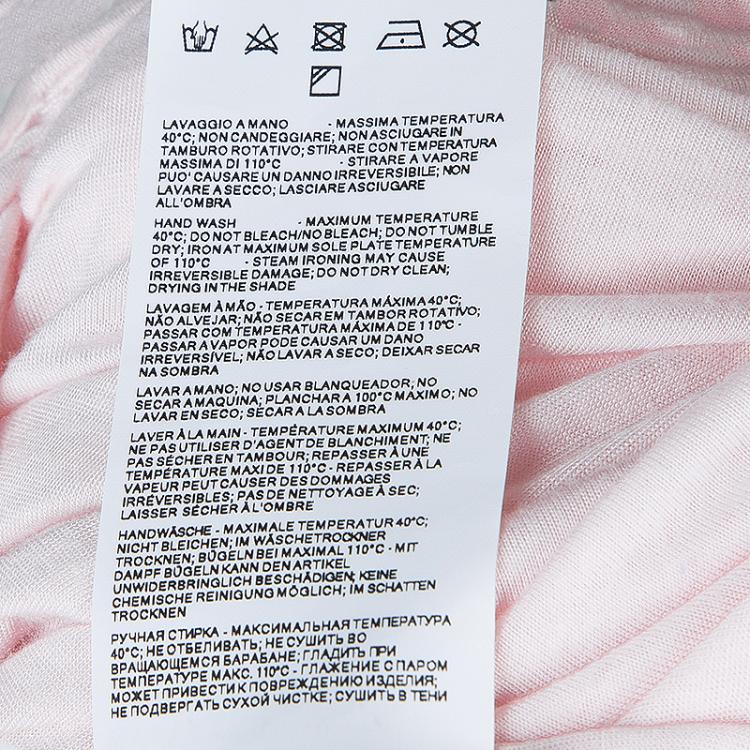 LAVAGGIO A MANO - MASSIMA TEMPERATURA
40°C; NON CANDEGGIARE; NON ASCIUGARE IN
TAMBURO ROTATIVO; STIRARE CON TEMPERATURA
MASSIMA DI 110°C - STIRARE A VAPORE
PUO' CAUSARE UN DANNO IRREVERSIBILE; NON
LAVARE A SECCO; LASCIARE ASCIUGARE
ALL'OMBRA
HAND WASH - MAXIMUM TEMPERATURE
40°C; DO NOT BLEACH/NO BLEACH; DO NOT TUMBLE
DRY; IRON AT MAXIMUM SOLE PLATE TEMPERATURE
OF 110°C - STEAM IRONING MAY CAUSE
IRREVERSIBLE DAMAGE; DO NOT DRY CLEAN;
DRYING IN THE SHADE
LAVAGEM À MÃO - TEMPERATURA MÁXIMA 40°C;
NÃO ALVEJAR; NÃO SECAR EM TAMBOR ROTATIVO;
PASSAR COM TEMPERATURA MÁXIMA DE 110°C -
PASSAR A VAPOR PODE CAUSAR UM DANO
IRREVERSÍVEL; NÃO LAVAR A SECO; DEIXAR SECAR
NA SOMBRA
LAVAR A MANO; NO USAR BLANQUEADOR; NO
SECAR A MAQUINA; PLANCHAR A 100°C MAXIMO; NO
LAVAR EN SECO; SECAR A LA SOMBRA
LAVER À LA MAIN - TEMPÉRATURE MAXIMUM 40°C;
NE PAS UTILISER D'AGENT DE BLANCHIMENT; NE
PAS SÉCHER EN TAMBOUR; REPASSER À UNE
TEMPÉRATURE MAXI DE 110°C - REPASSER À LA
VAPEUR PEUT CAUSER DES DOMMAGES
IRRÉVERSIBLES; PAS DE NETTOYAGE À SEC;
LAISSER SÉCHER À L'OMBRE
HANDWÄSCHE - MAXIMALE TEMPERATUR 40°C;
NICHT BLEICHEN; IM WÄSCHETROCKNER
TROCKNEN; BÜGELN BEI MAXIMAL 110°C - MIT
DAMPF BÜGELN KANN DEN ARTIKEL
UNWIDERBRINGLICH BESCHÄDIGEN; KEINE
CHEMISCHE REINIGUNG MÖGLICH; IM SCHATTEN
TROCKNEN
РУЧНАЯ СТИРКА - МАКСИМАЛЬНАЯ ТЕМПЕРАТУРА
40°C; НЕ ОТБЕЛИВАТЬ; НЕ СУШИТЬ ВО
ВРАЩАЮЩЕМСЯ БАРАБАНЕ; ГЛАДИТЬ ПРИ
ТЕМПЕРАТУРЕ МАКС. 110°C - ГЛАЖЕНИЕ С ПАРОМ
МОЖЕТ ПРИВЕСТИ К ПОВРЕЖДЕНИЮ ИЗДЕЛИЯ;
НЕ ПОДВЕРГАТЬ СУХОЙ ЧИСТКЕ; СУШИТЬ В ТЕНИ